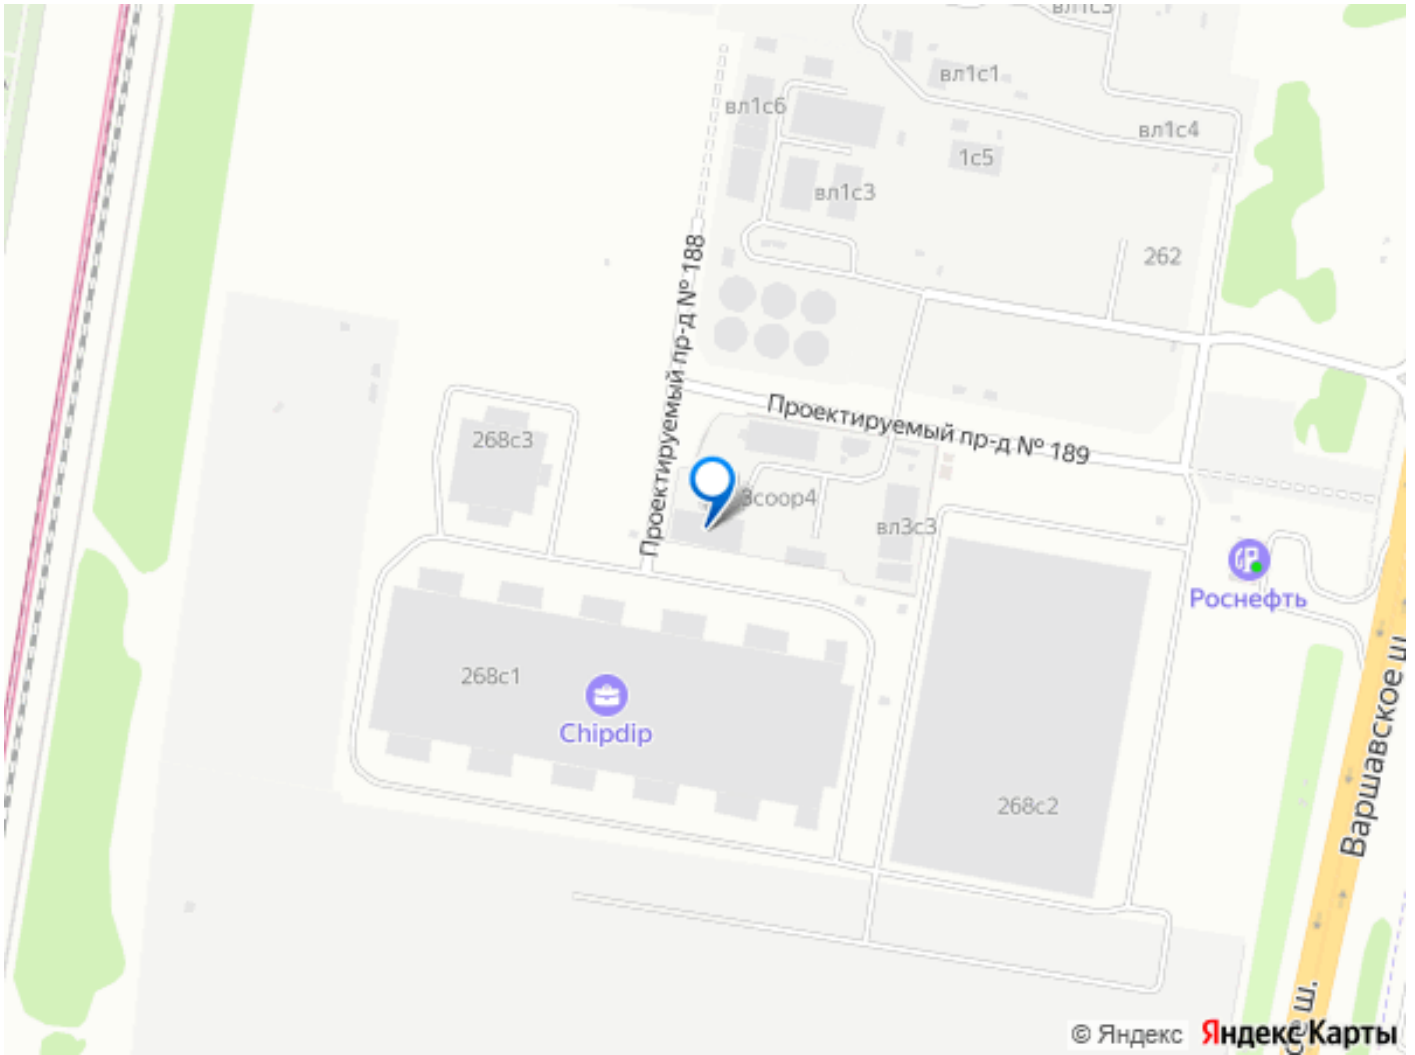 вл1с3
вл1с1
вл1с6
вл1с4
1с5
вл1с3
262
Проектируемый пр-д № 188
Проектируемый пр-д № 189
268с3
3соор4
вл3с3
Роснефть
268с1
Chipdip
268с2
Варшавское ш.
ш.
© Яндекс
Яндекс Карты